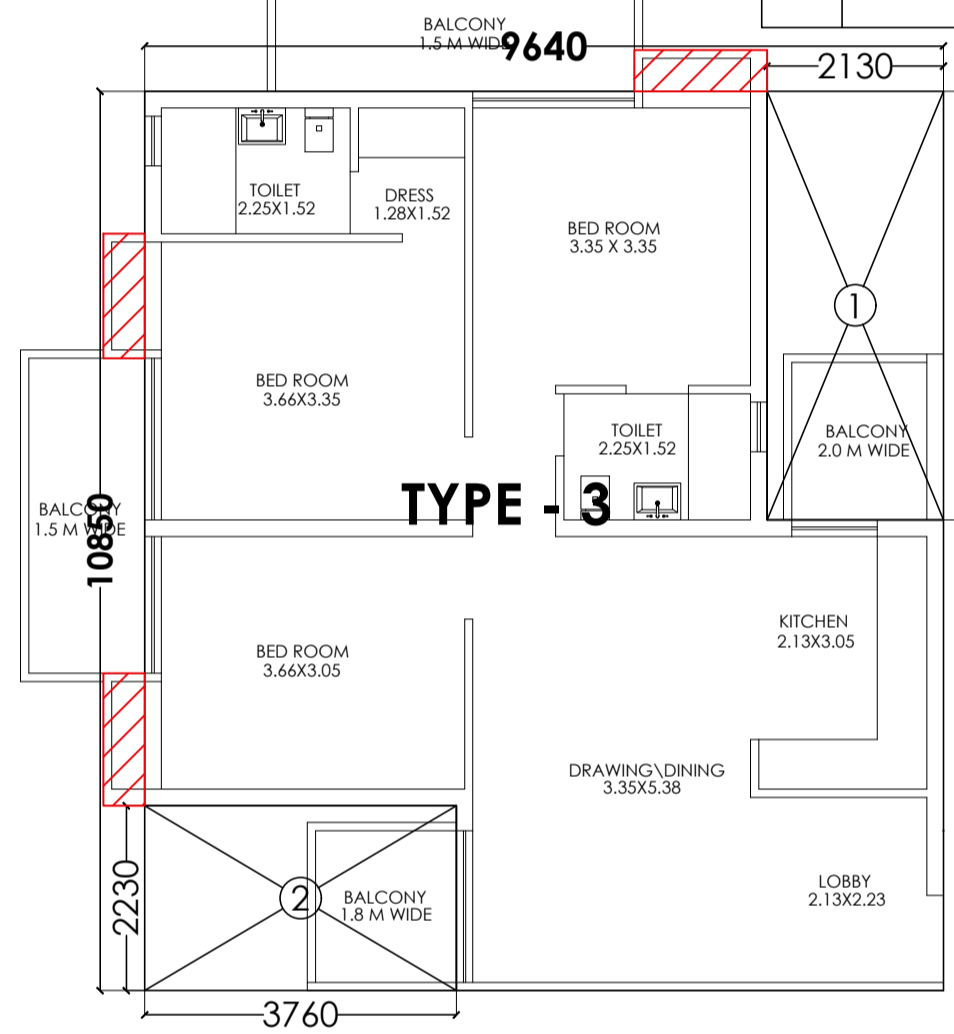 BALCONY
1.5 M WIDE
9640
2130
TOILET
2.25X1.52
DRESS
1.28X1.52
BED ROOM
3.35 X 3.35
1
BED ROOM
3.66X3.35
TOILET
2.25X1.52
BALCONY
2.0 M WIDE
TYPE - 3
BALCONY
1.5 M WIDE
10850
BED ROOM
3.66X3.05
KITCHEN
2.13X3.05
DRAWING\DINING
3.35X5.38
LOBBY
2.13X2.23
2230
2
BALCONY
1.8 M WIDE
3760